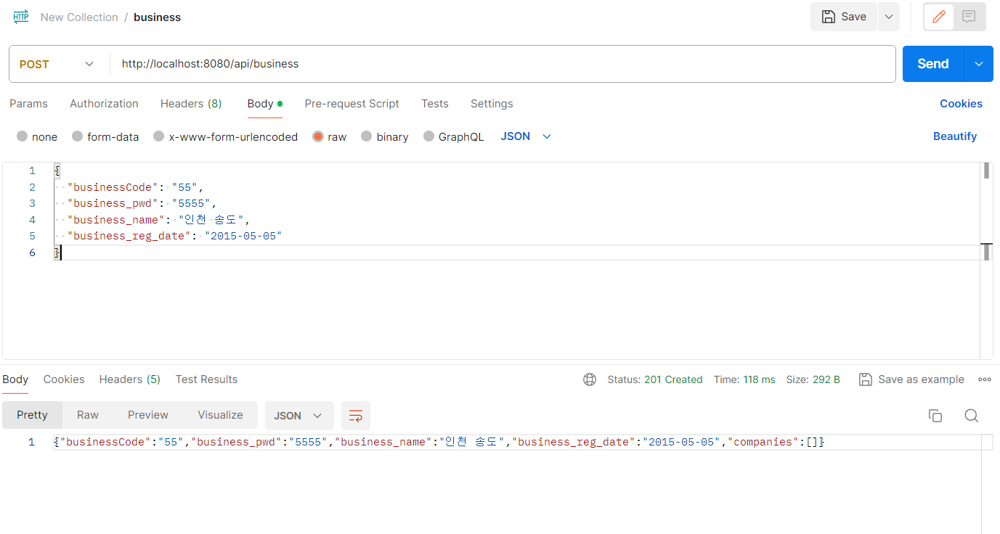 HTTP New Collection / business Save
POST http://localhost:8080/api/business Send
Params Authorization Headers (8) Body Pre-request Script Tests Settings Cookies
none form-data x-www-form-urlencoded raw binary GraphQL JSON Beautify
1 {
2 "businessCode": "55",
3 "business_pwd": "5555",
4 "business_name": "인천 송도",
5 "business_reg_date": "2015-05-05"
6 }
Body Cookies Headers (5) Test Results Status: 201 Created Time: 118 ms Size: 292 B Save as example
Pretty Raw Preview Visualize JSON
1 {"businessCode":"55","business_pwd":"5555","business_name":"인천 송도","business_reg_date":"2015-05-05","companies":[]}